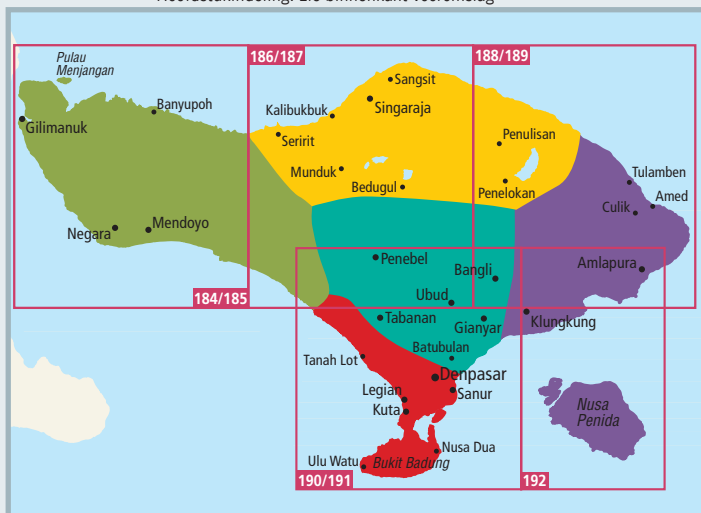 Pulau
Menjangan
186/187
188/189
Sangsit
Banyupoh
Kalibukbuk
Singaraja
Gilimanuk
Seririt
Penulisan
Munduk
Bedugul
Penelokan
Tulamben
Amed
Culik
Negara
Mendoyo
Penebel
Bangli
Amlapura
184/185
Ubud
Tabanan
Gianyar
Klungkung
Batubulan
Tanah Lot
Denpasar
Legian
Sanur
Kuta
Nusa
Penida
Nusa Dua
Ulu Watu
Bukit Badung
190/191
192